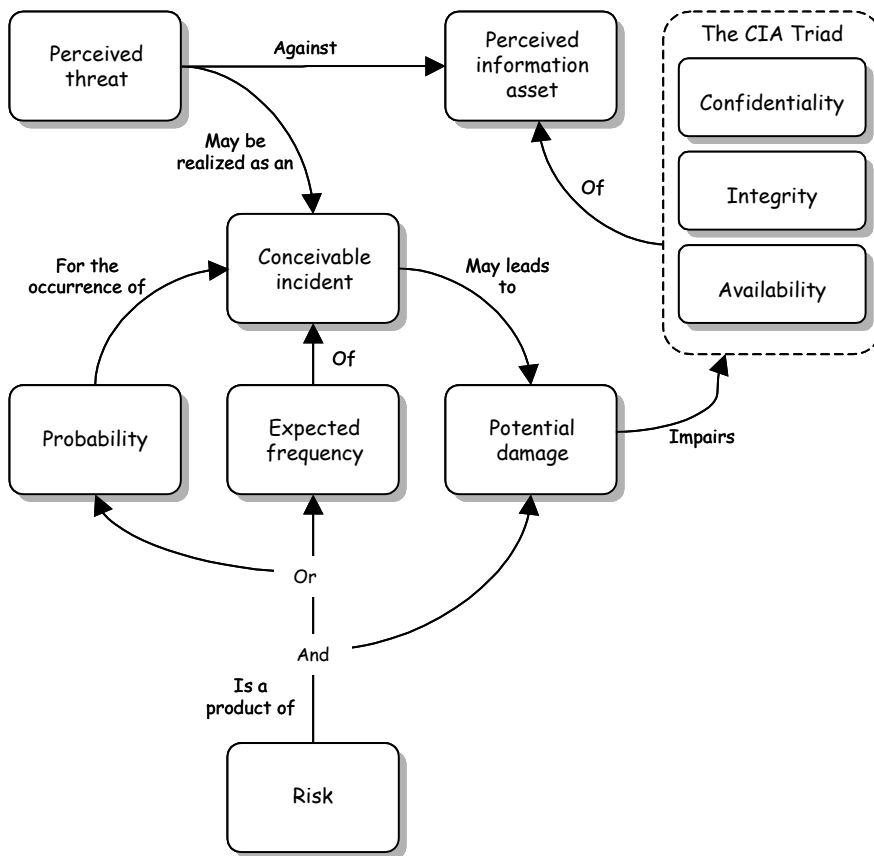 Perceived
threat
Against
Perceived
information
asset
The CIA Triad
Confidentiality
Integrity
Availability
May be
realized as an
Of
Conceivable
incident
For the
occurrence of
May leads
to
Of
Probability
Expected
frequency
Potential
damage
Impairs
Or
And
Is a
product of
Risk